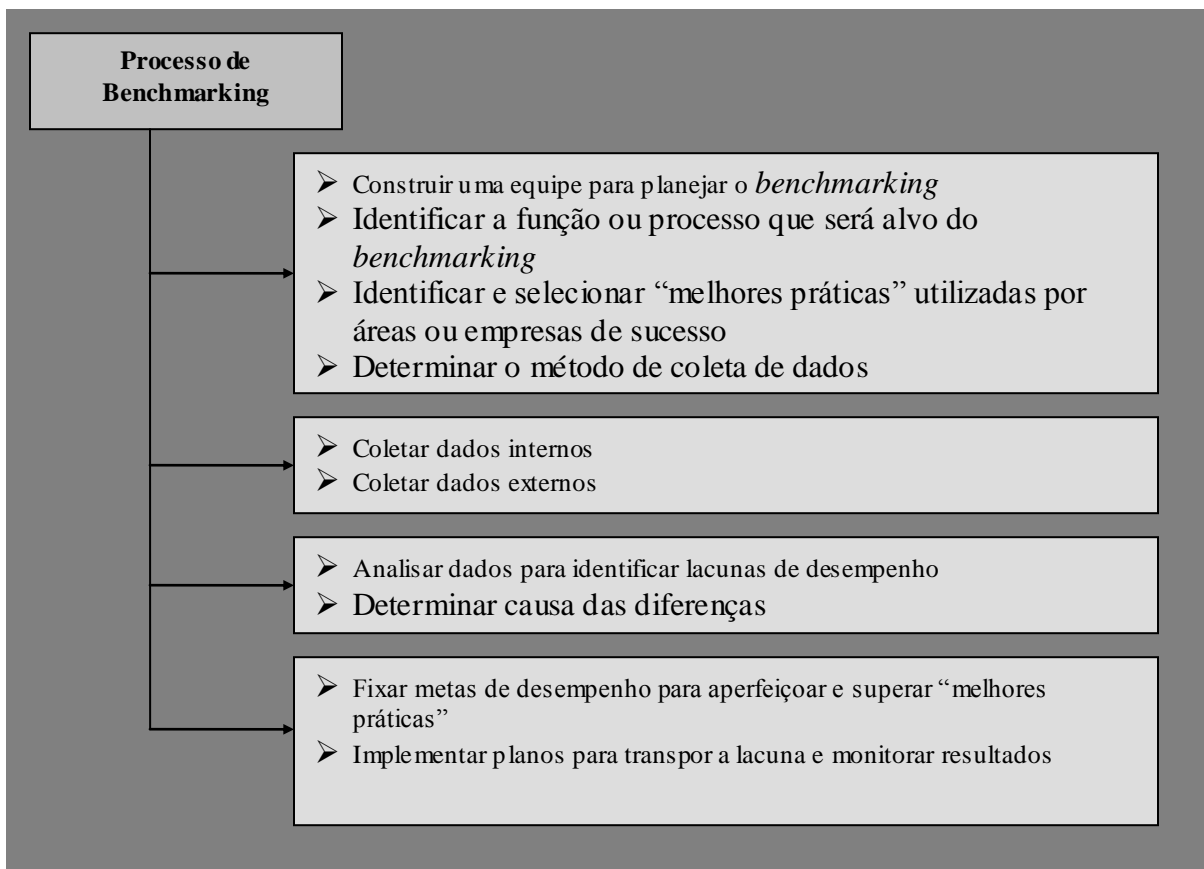 Processo de
Benchmarking
➢ Construir uma equipe para planejar o benchmarking
➢ Identificar a função ou processo que será alvo do
benchmarking
➢ Identificar e selecionar “melhores práticas” utilizadas por
áreas ou empresas de sucesso
➢ Determinar o método de coleta de dados
➢ Coletar dados internos
➢ Coletar dados externos
➢ Analisar dados para identificar lacunas de desempenho
➢ Determinar causa das diferenças
➢ Fixar metas de desempenho para aperfeiçoar e superar “melhores
práticas”
➢ Implementar planos para transpor a lacuna e monitorar resultados